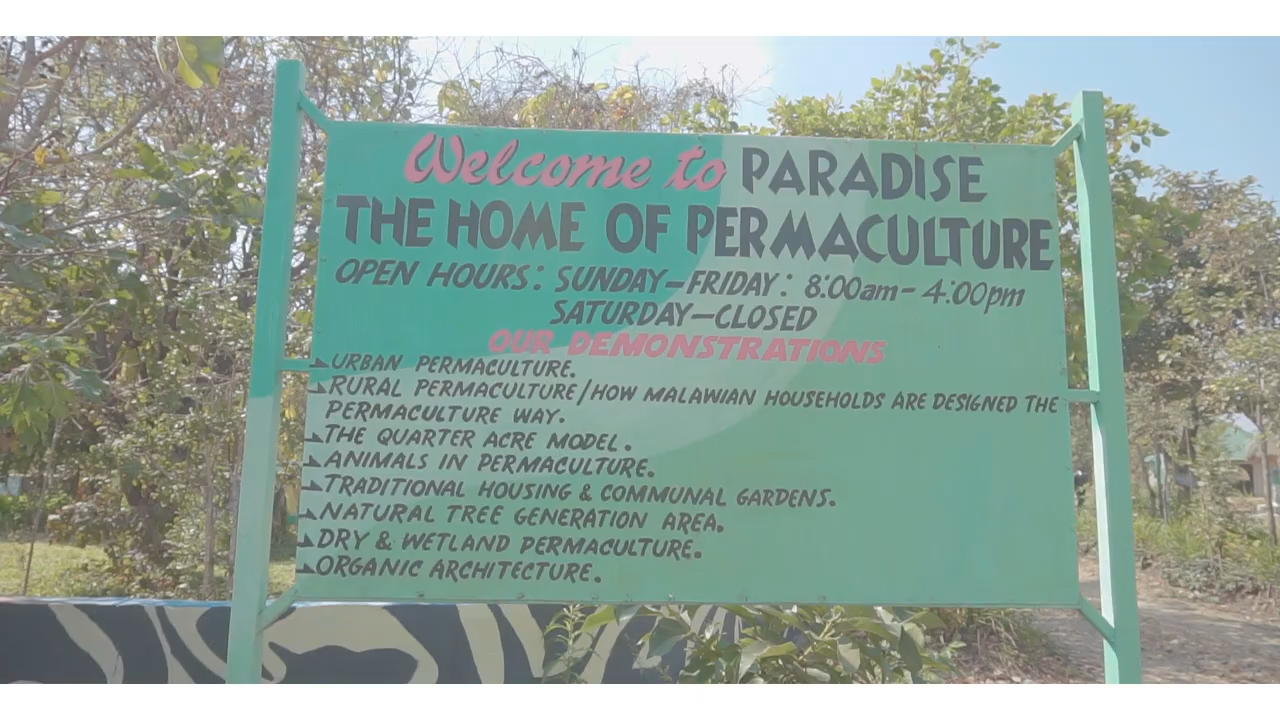 Welcome to PARADISE
THE HOME OF PERMACULTURE
OPEN HOURS: SUNDAY-FRIDAY: 8:00am- 4:00pm
SATURDAY-CLOSED
OUR DEMONSTRATIONS
URBAN PERMACULTURE.
RURAL PERMACULTURE/HOW MALAWIAN HOUSEHOLDS ARE DESIGNED THE
PERMACULTURE WAY.
THE QUARTER ACRE MODEL.
ANIMALS IN PERMACULTURE.
TRADITIONAL HOUSING & COMMUNAL GARDENS.
NATURAL TREE GENERATION AREA.
DRY & WETLAND PERMACULTURE.
ORGANIC ARCHITECTURE.